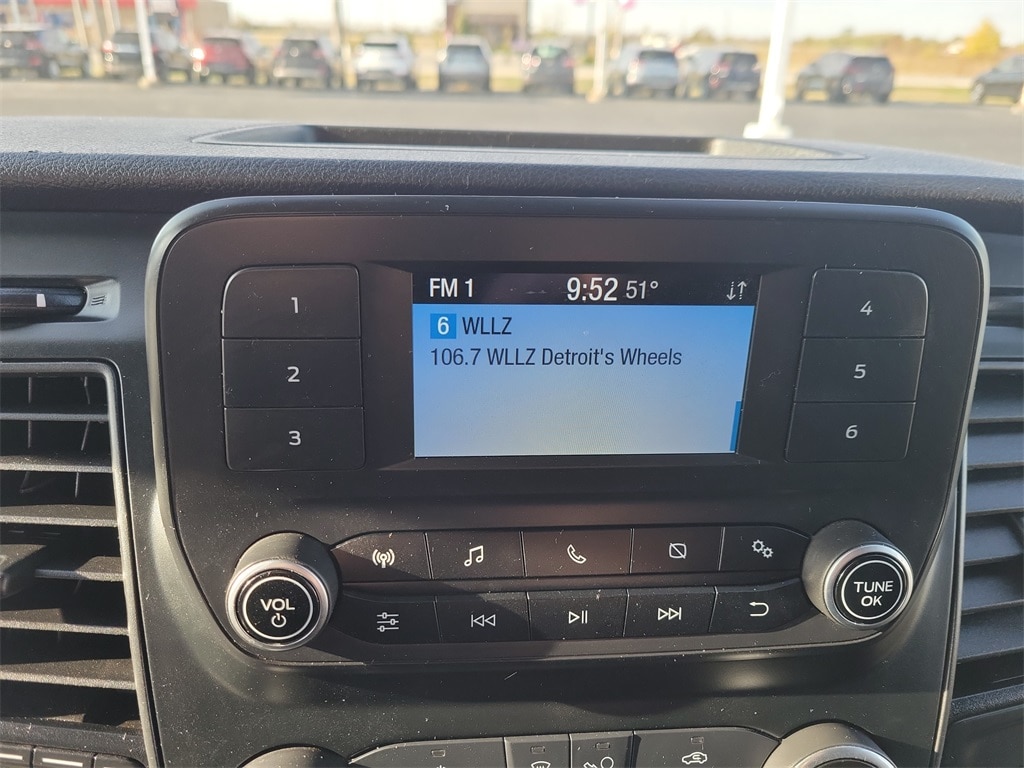 FM 1 9:52 51°
6 WLLZ
106.7 WLLZ Detroit's Wheels
1
2
3
4
5
6
VOL
TUNE
OK